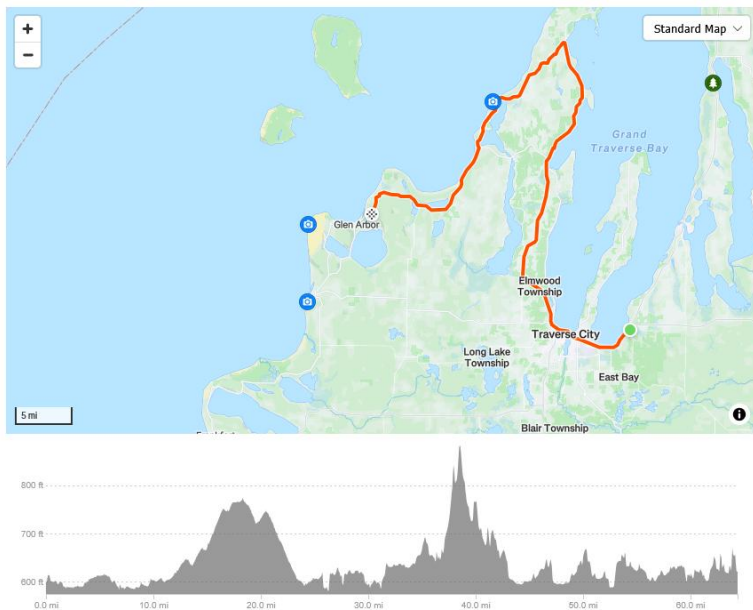 +
Standard Map
−
Grand
Traverse Bay
Glen Arbor
Elmwood
Township
Traverse City
Long Lake
Township
East Bay
5 mi
Blair Township
800 ft
700 ft
600 ft
0.0 mi 10.0 mi 20.0 mi 30.0 mi 40.0 mi 50.0 mi 60.0 mi